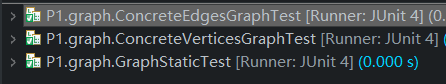 P1.graph.ConcreteEdgesGraphTest [Runner: JUnit 4] (0.
P1.graph.ConcreteVerticesGraphTest [Runner: JUnit 4]
P1.graph.GraphStaticTest [Runner: JUnit 4] (0.000 s)